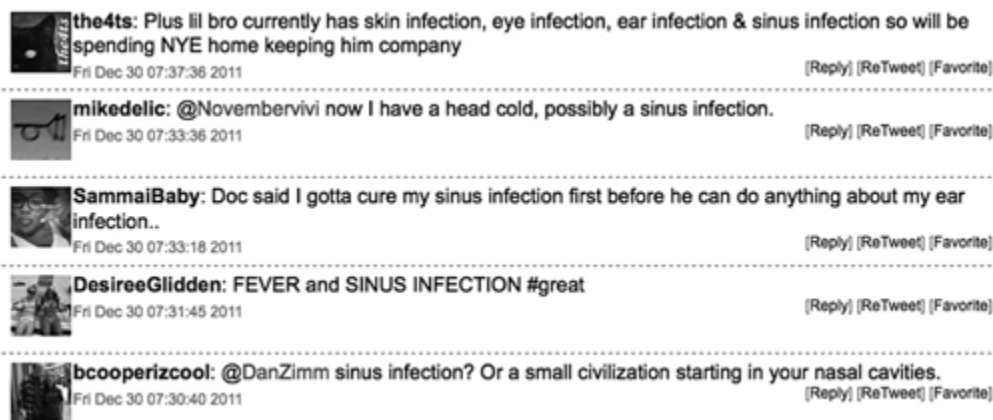 the4ts: Plus lil bro currently has skin infection, eye infection, ear infection & sinus infection so will be
spending NYE home keeping him company
Fri Dec 30 07:37:36 2011
[Reply] [ReTweet] [Favorite]
mikedelic: @Novembervivi now I have a head cold, possibly a sinus infection.
Fri Dec 30 07:33:36 2011
[Reply] [ReTweet] [Favorite]
SammaiBaby: Doc said I gotta cure my sinus infection first before he can do anything about my ear
infection..
Fri Dec 30 07:33:18 2011
[Reply] [ReTweet] [Favorite]
DesireeGlidden: FEVER and SINUS INFECTION #great
Fri Dec 30 07:31:45 2011
[Reply] [ReTweet] [Favorite]
bcooperizcool: @DanZimm sinus infection? Or a small civilization starting in your nasal cavities.
Fri Dec 30 07:30:40 2011
[Reply] [ReTweet] [Favorite]
the4ts